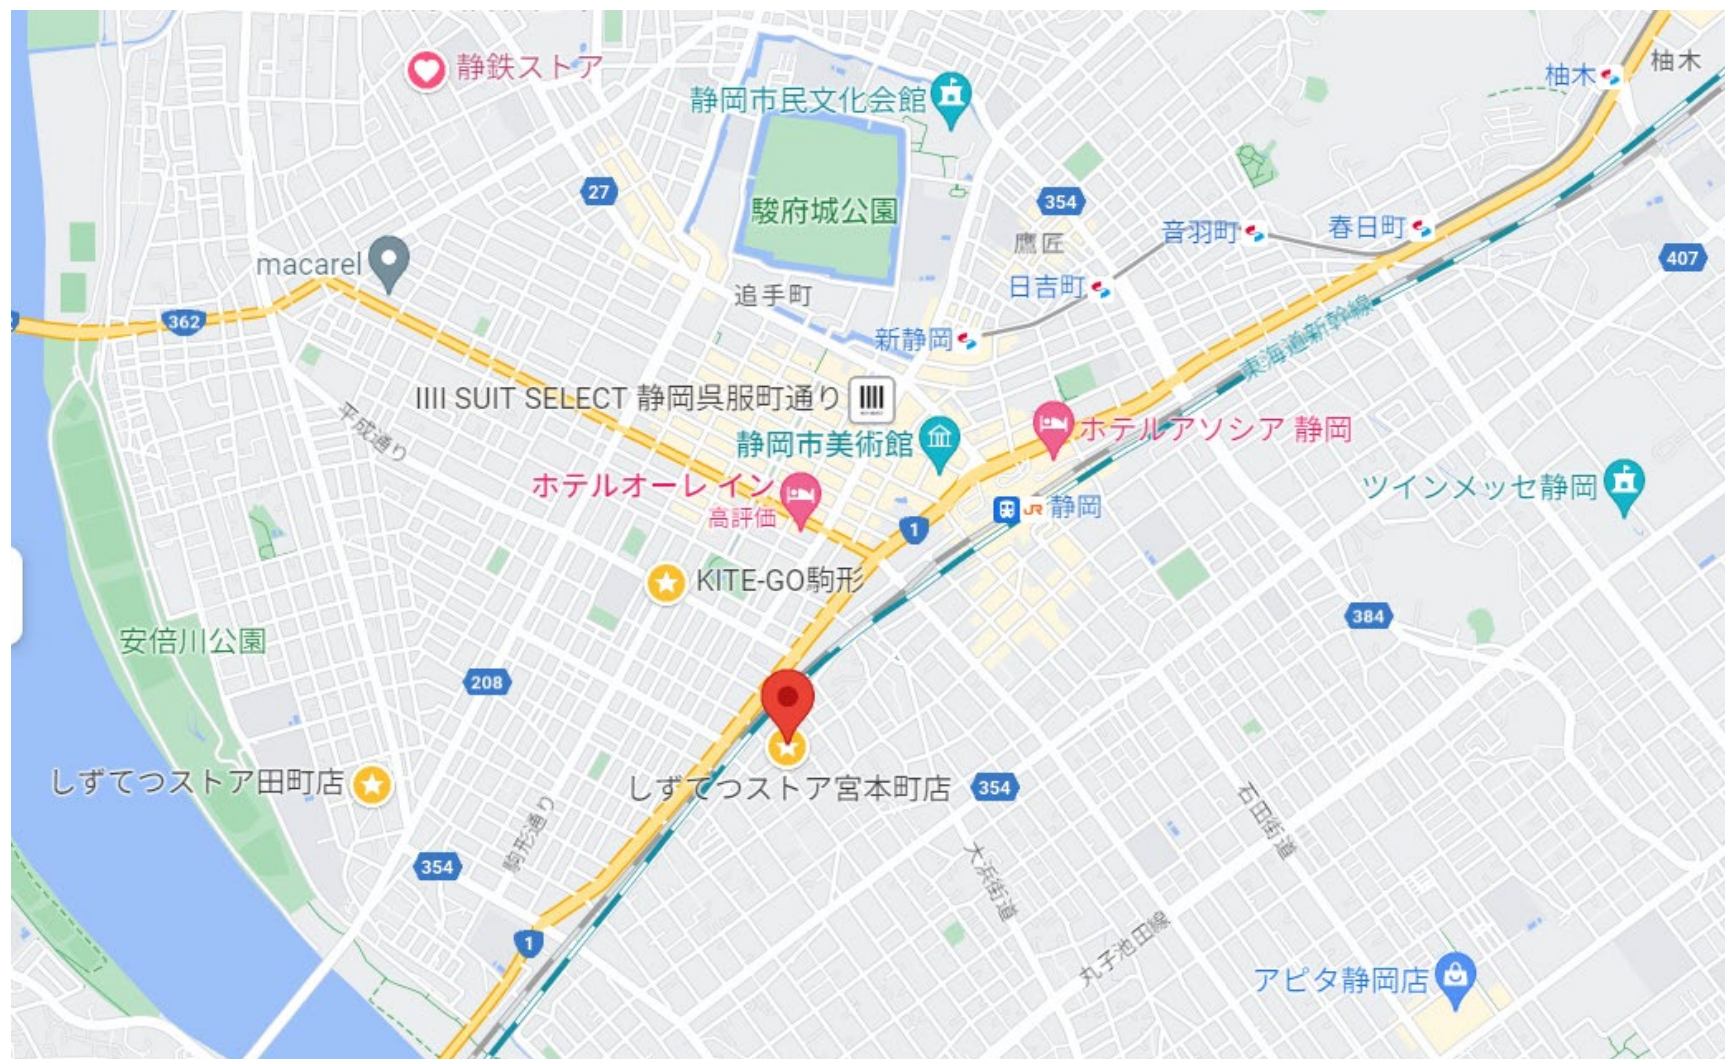 静鉄ストア
柚木
柚木
静岡市民文化会館
27
354
駿府城公園
鷹匠
音羽町
春日町
407
macarel
追手町
日吉町
362
新静岡
東海道新幹線
IIII SUIT SELECT 静岡呉服町通り
平成通り
静岡市美術館
ホテルアソシア 静岡
ホテルオーレ イン
高評価
ツインメッセ静岡
1
JR 静岡
KITE-GO駒形
384
安倍川公園
208
しずてつストア田町店
しずてつストア宮本町店
354
石田街道
駒形通り
354
大浜街道
1
丸子池田線
アピタ静岡店